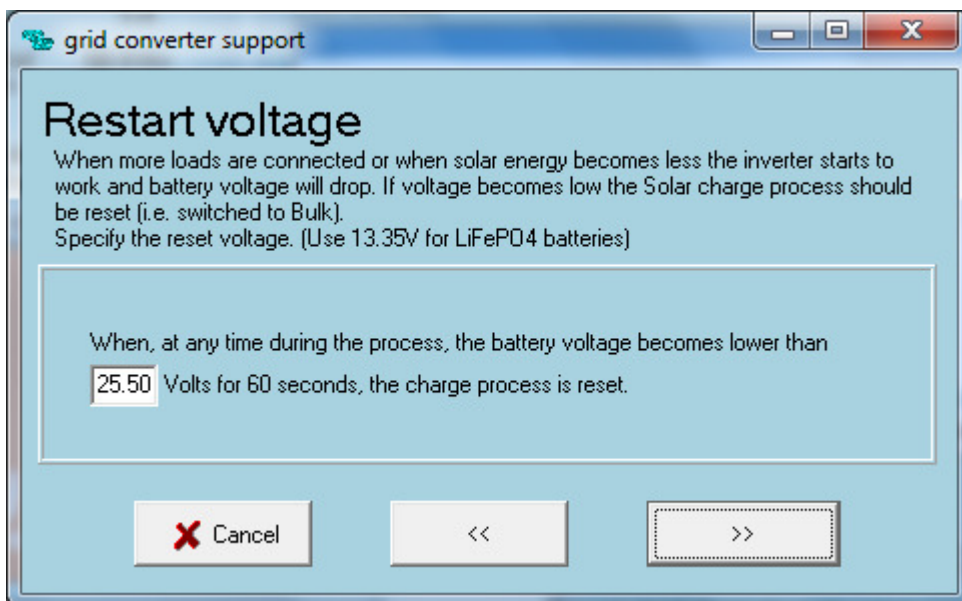 grid converter support
Restart voltage
When more loads are connected or when solar energy becomes less the inverter starts to
work and battery voltage will drop. If voltage becomes low the Solar charge process should
be reset (i.e. switched to Bulk).
Specify the reset voltage. (Use 13.35V for LiFePO4 batteries)
When, at any time during the process, the battery voltage becomes lower than
25.50 Volts for 60 seconds, the charge process is reset.
Cancel << >>